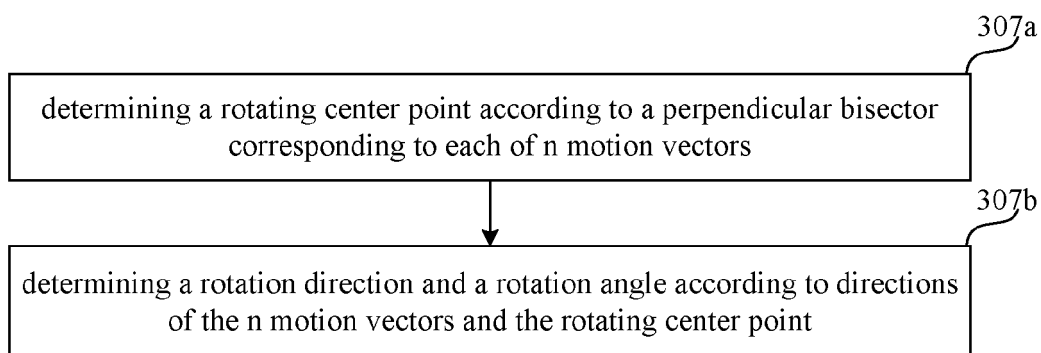 307a
determining a rotating center point according to a perpendicular bisector
corresponding to each of n motion vectors
307b
determining a rotation direction and a rotation angle according to directions
of the n motion vectors and the rotating center point